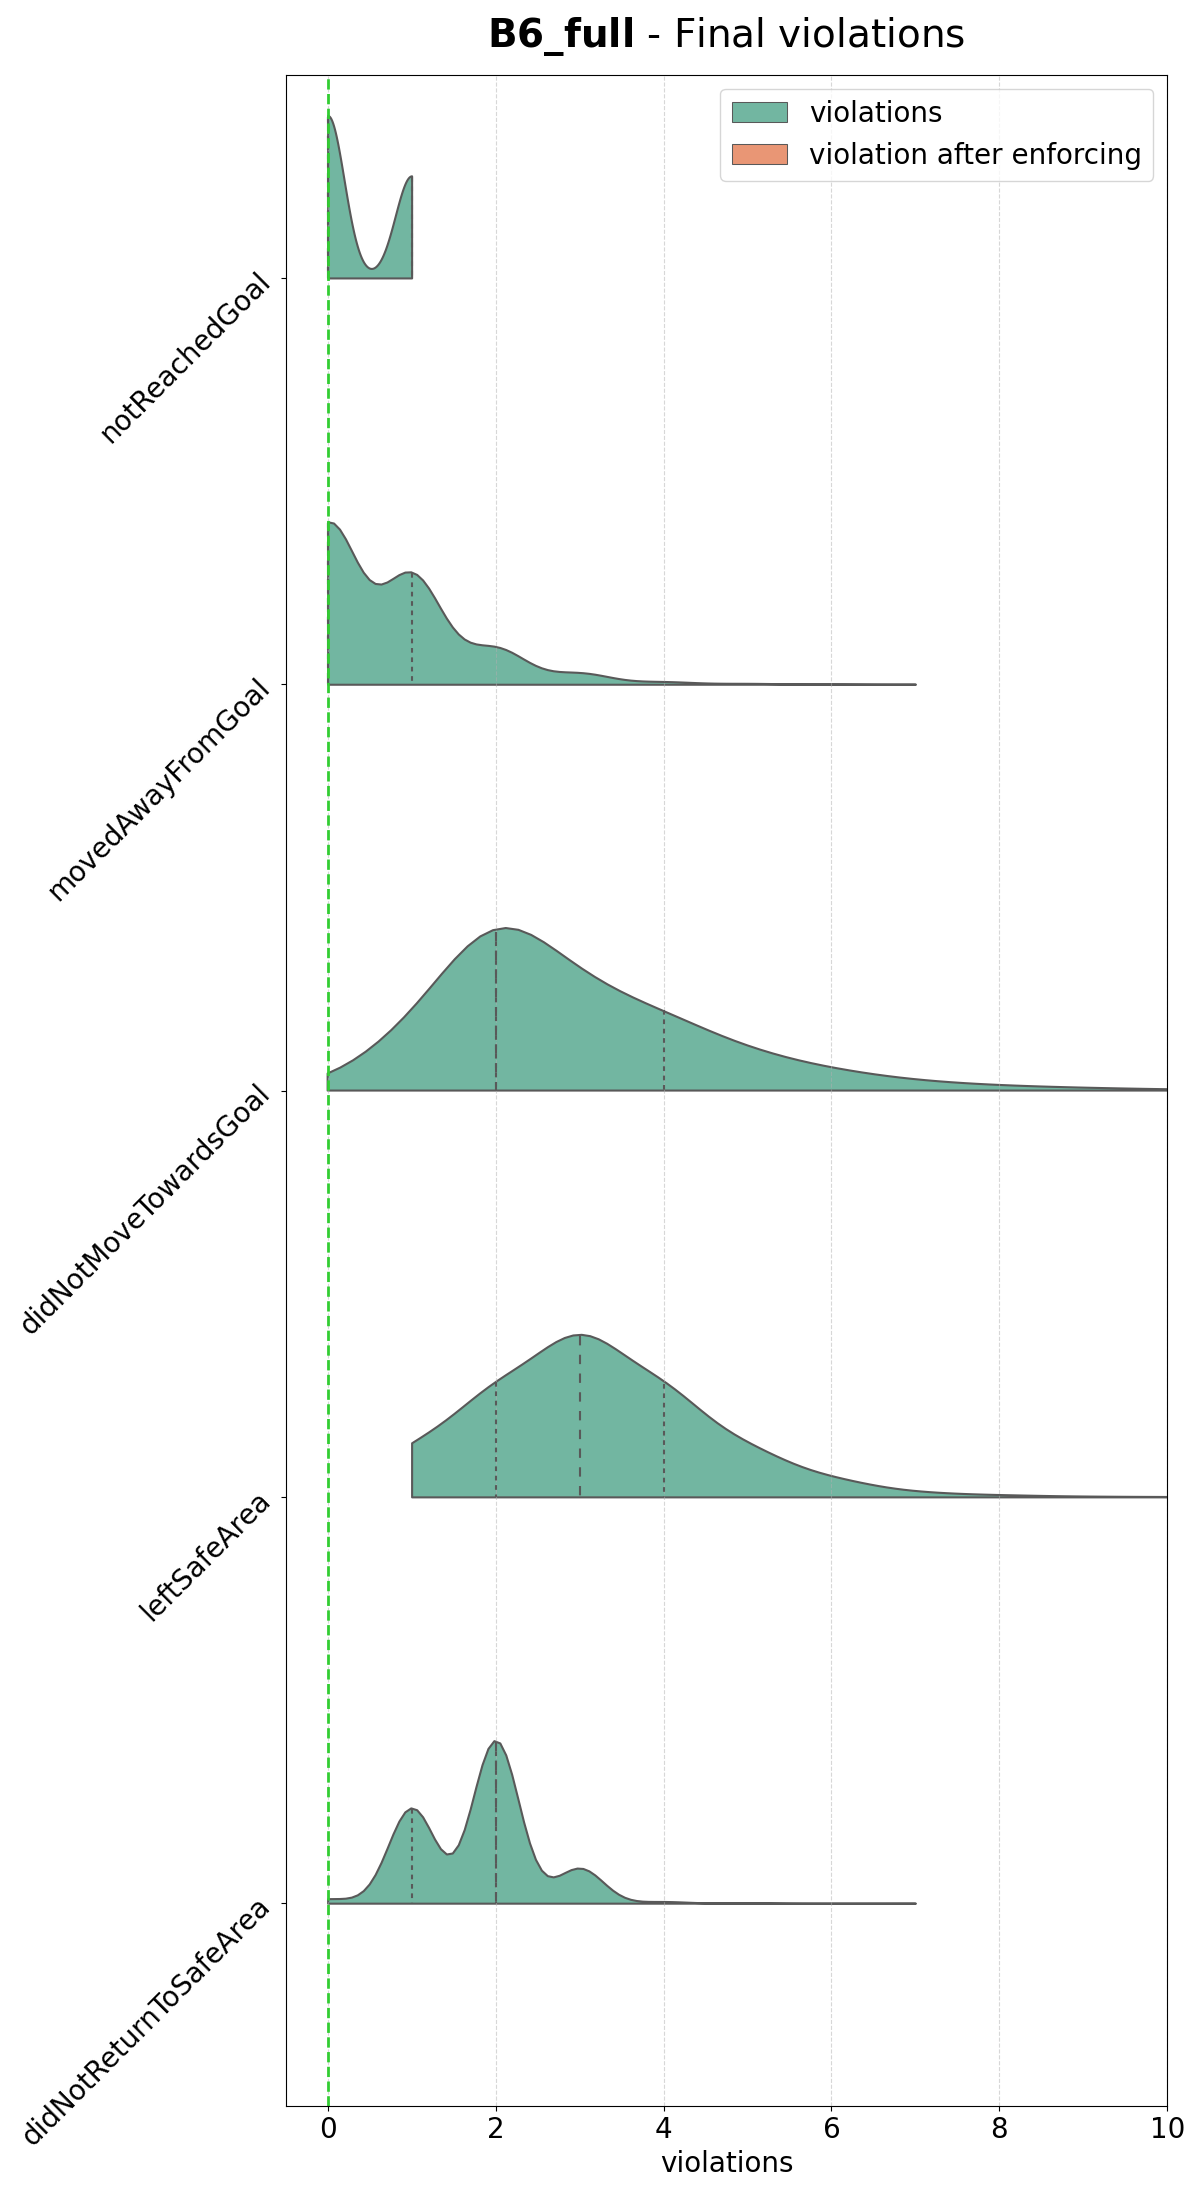 B6_full - Final violations
violations
violation after enforcing
notReachedGoal
movedAwayFromGoal
didNotMoveTowardsGoal
leftSafeArea
didNotReturnToSafeArea
0 2 4 6 8 10
violations